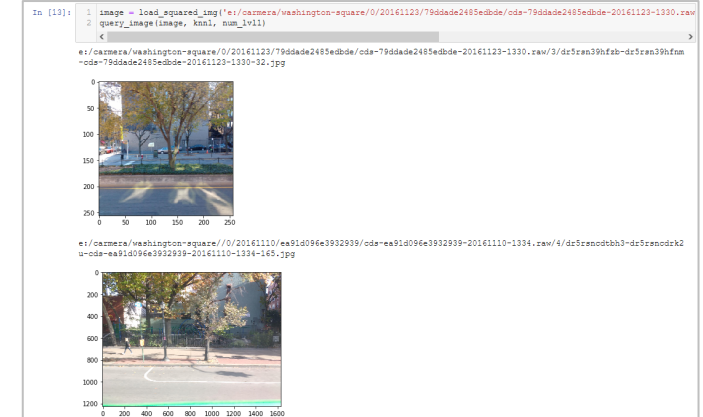 In [13]:
1 image = load_squared_img('e:/carmera/washington-square/0/20161123/79ddade2485edbde/cds-79ddade2485edbde-20161123-1330.raw
2 query_image(image, knn1, num_lvl1)
e:/carmera/washington-square/0/20161123/79ddade2485edbde/cds-79ddade2485edbde-20161123-1330.raw/3/dr5rsn39hfzb-dr5rsn39hfnm
-cds-79ddade2485edbde-20161123-1330-32.jpg
0
50
100
150
200
250
0 50 100 150 200 250
e:/carmera/washington-square//0/20161110/ea91d096e3932939/cds-ea91d096e3932939-20161110-1334.raw/4/dr5rsncdtbh3-dr5rsncdrk2
u-cds-ea91d096e3932939-20161110-1334-165.jpg
0
200
400
600
800
1000
1200
0 200 400 600 800 1000 1200 1400 1600